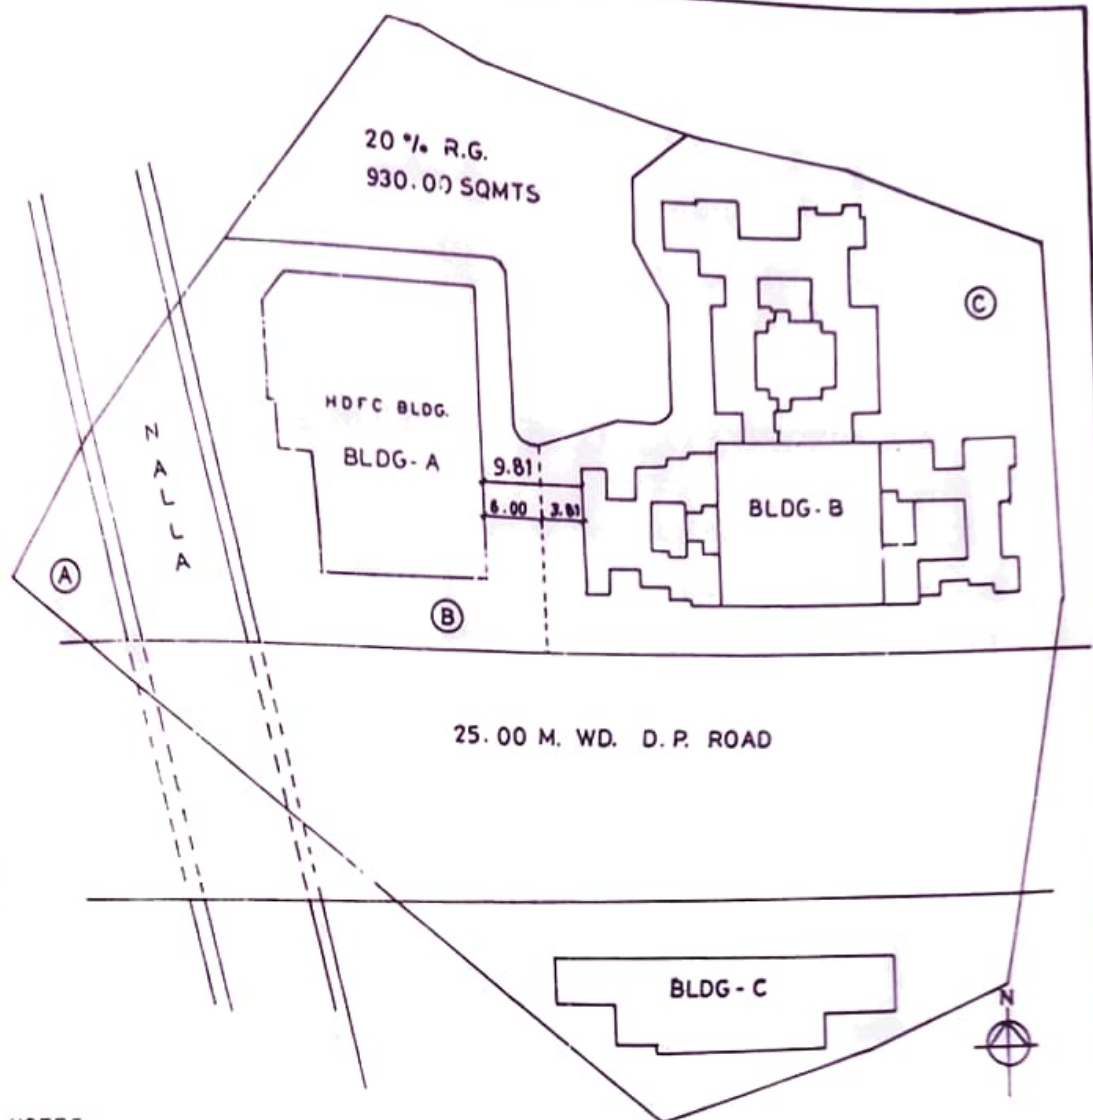 20 % R.G.
930.00 SQMTS
C
HDFC BLDG.
BLDG-A
NALLA
9.81
6.00 3.81
BLDG-B
A
B
25.00 M. WD. D.P. ROAD
BLDG-C
N